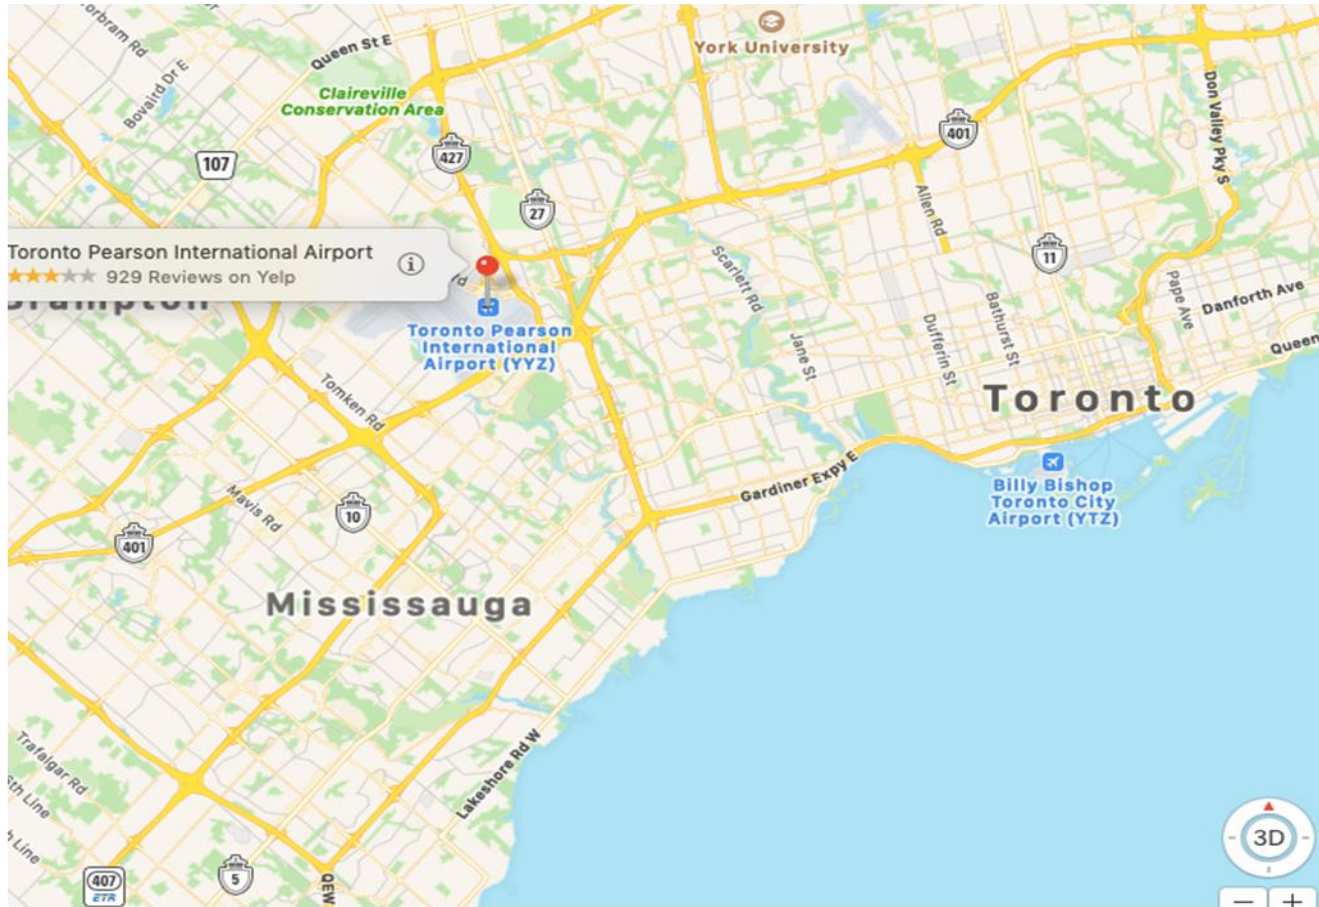 Queen St E
Bovaird Dr E
York University
Claireville
Conservation Area
Don Valley Pky S
401
427
107
27
Allen Rd
11
Toronto Pearson International Airport
929 Reviews on Yelp
Scarlett Rd
Pape Ave
Danforth Ave
Bathurst St
Dufferin St
Jane St
Queen
Toronto Pearson
International
Airport (YYZ)
Tomken Rd
Toronto
Gardiner Expy E
Billy Bishop
Toronto City
Airport (YTZ)
Mavis Rd
10
401
Mississauga
Trafalgar Rd
Lakeshore Rd W
Line
Line
3D
407
ETR
5
QEW